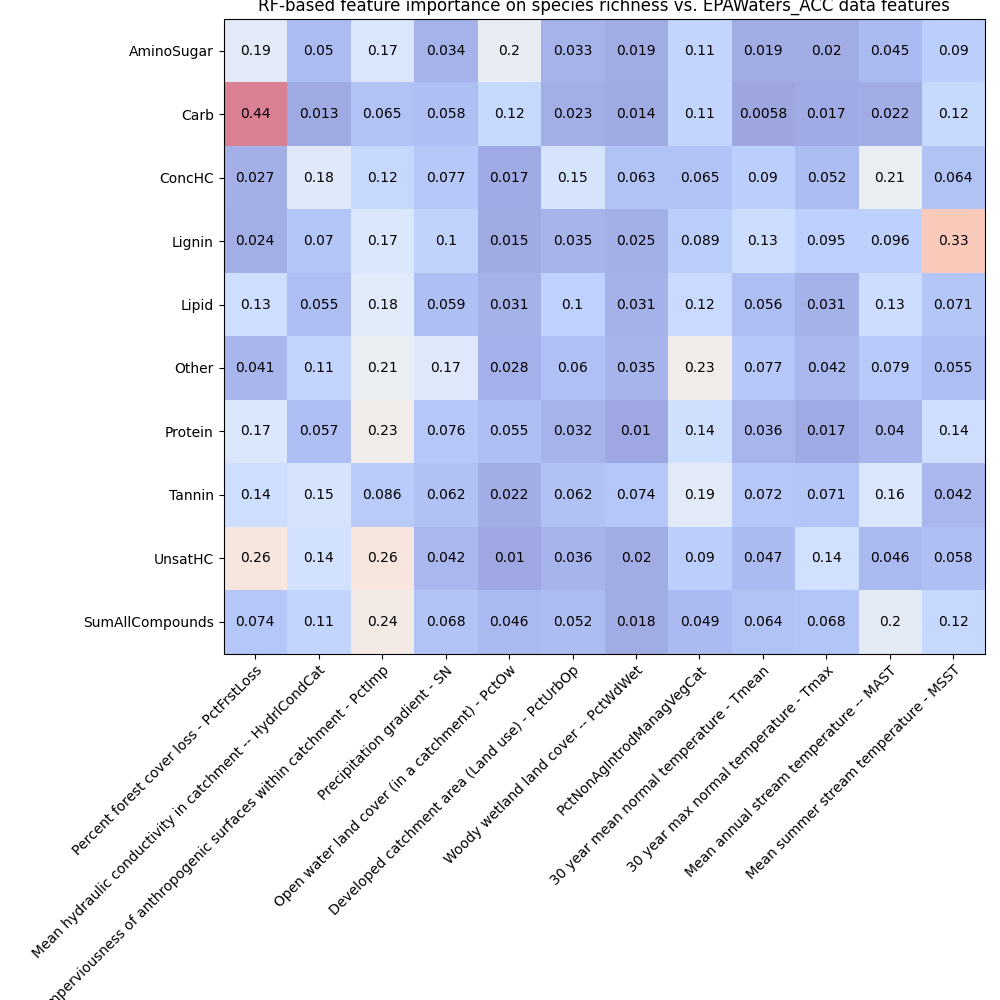 RF-based feature importance on species richness vs. EPAWaters_ACC data features
AminoSugar 0.19 0.05 0.17 0.034 0.2 0.033 0.019 0.11 0.019 0.02 0.045 0.09
Carb 0.44 0.013 0.065 0.058 0.12 0.023 0.014 0.11 0.0058 0.017 0.022 0.12
ConcHC 0.027 0.18 0.12 0.077 0.017 0.15 0.063 0.065 0.09 0.052 0.21 0.064
Lignin 0.024 0.07 0.17 0.1 0.015 0.035 0.025 0.089 0.13 0.095 0.096 0.33
Lipid 0.13 0.055 0.18 0.059 0.031 0.1 0.031 0.12 0.056 0.031 0.13 0.071
Other 0.041 0.11 0.21 0.17 0.028 0.06 0.035 0.23 0.077 0.042 0.079 0.055
Protein 0.17 0.057 0.23 0.076 0.055 0.032 0.01 0.14 0.036 0.017 0.04 0.14
Tannin 0.14 0.15 0.086 0.062 0.022 0.062 0.074 0.19 0.072 0.071 0.16 0.042
UnsatHC 0.26 0.14 0.26 0.042 0.01 0.036 0.02 0.09 0.047 0.14 0.046 0.058
SumAllCompounds 0.074 0.11 0.24 0.068 0.046 0.052 0.018 0.049 0.064 0.068 0.2 0.12
Percent forest cover loss - PctFrstLoss
Mean hydraulic conductivity in catchment -- HydrlCondCat
of anthropogenic surfaces within catchment - PctImp
Precipitation gradient - SN
Open water land cover (in a catchment) - PctOw
Developed catchment area (Land use) - PctUrbOp
Woody wetland land cover -- PctWdWet
PctNonAgIntrodManagVegCat
30 year mean normal temperature - Tmean
30 year max normal temperature - Tmax
Mean annual stream temperature -- MAST
Mean summer stream temperature - MSST